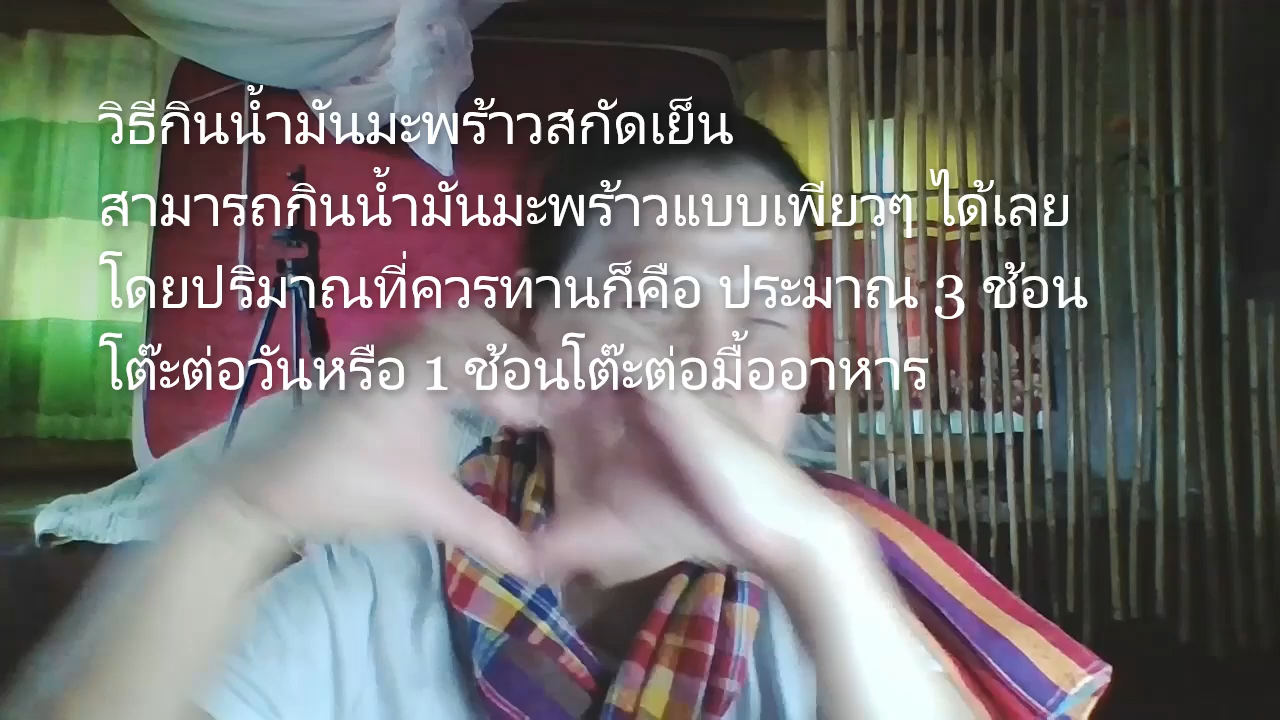 วิธีกินน้ำมันมะพร้าวสกัดเย็น
สามารถกินน้ำมันมะพร้าวแบบเพียวๆ ได้เลย
โดยปริมาณที่ควรทานก็คือ ประมาณ 3 ช้อน
โต๊ะต่อวันหรือ 1 ช้อนโต๊ะต่อมื้ออาหาร